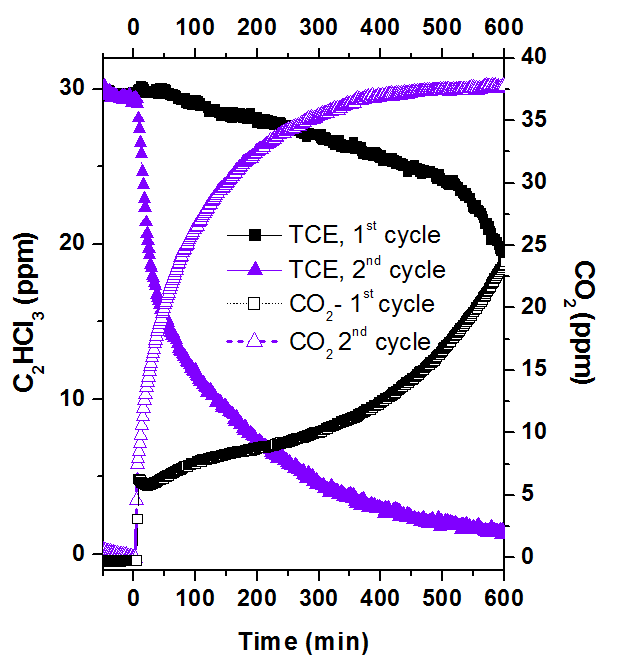 0 100 200 300 400 500 600
30
20
10
0
40
35
30
25
20
15
10
5
0
C₂HCl₃ (ppm)
CO₂ (ppm)
TCE, 1ˢᵗ cycle
TCE, 2ⁿᵈ cycle
CO₂- 1ˢᵗ cycle
CO₂ 2ⁿᵈ cycle
0 100 200 300 400 500 600
Time (min)